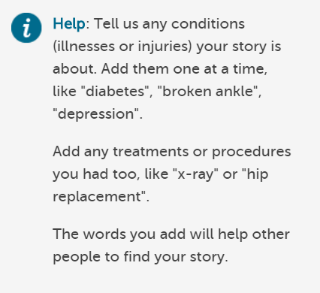 i Help: Tell us any conditions
(illnesses or injuries) your story is
about. Add them one at a time,
like "diabetes", "broken ankle",
"depression".
Add any treatments or procedures
you had too, like "x-ray" or "hip
replacement".
The words you add will help other
people to find your story.